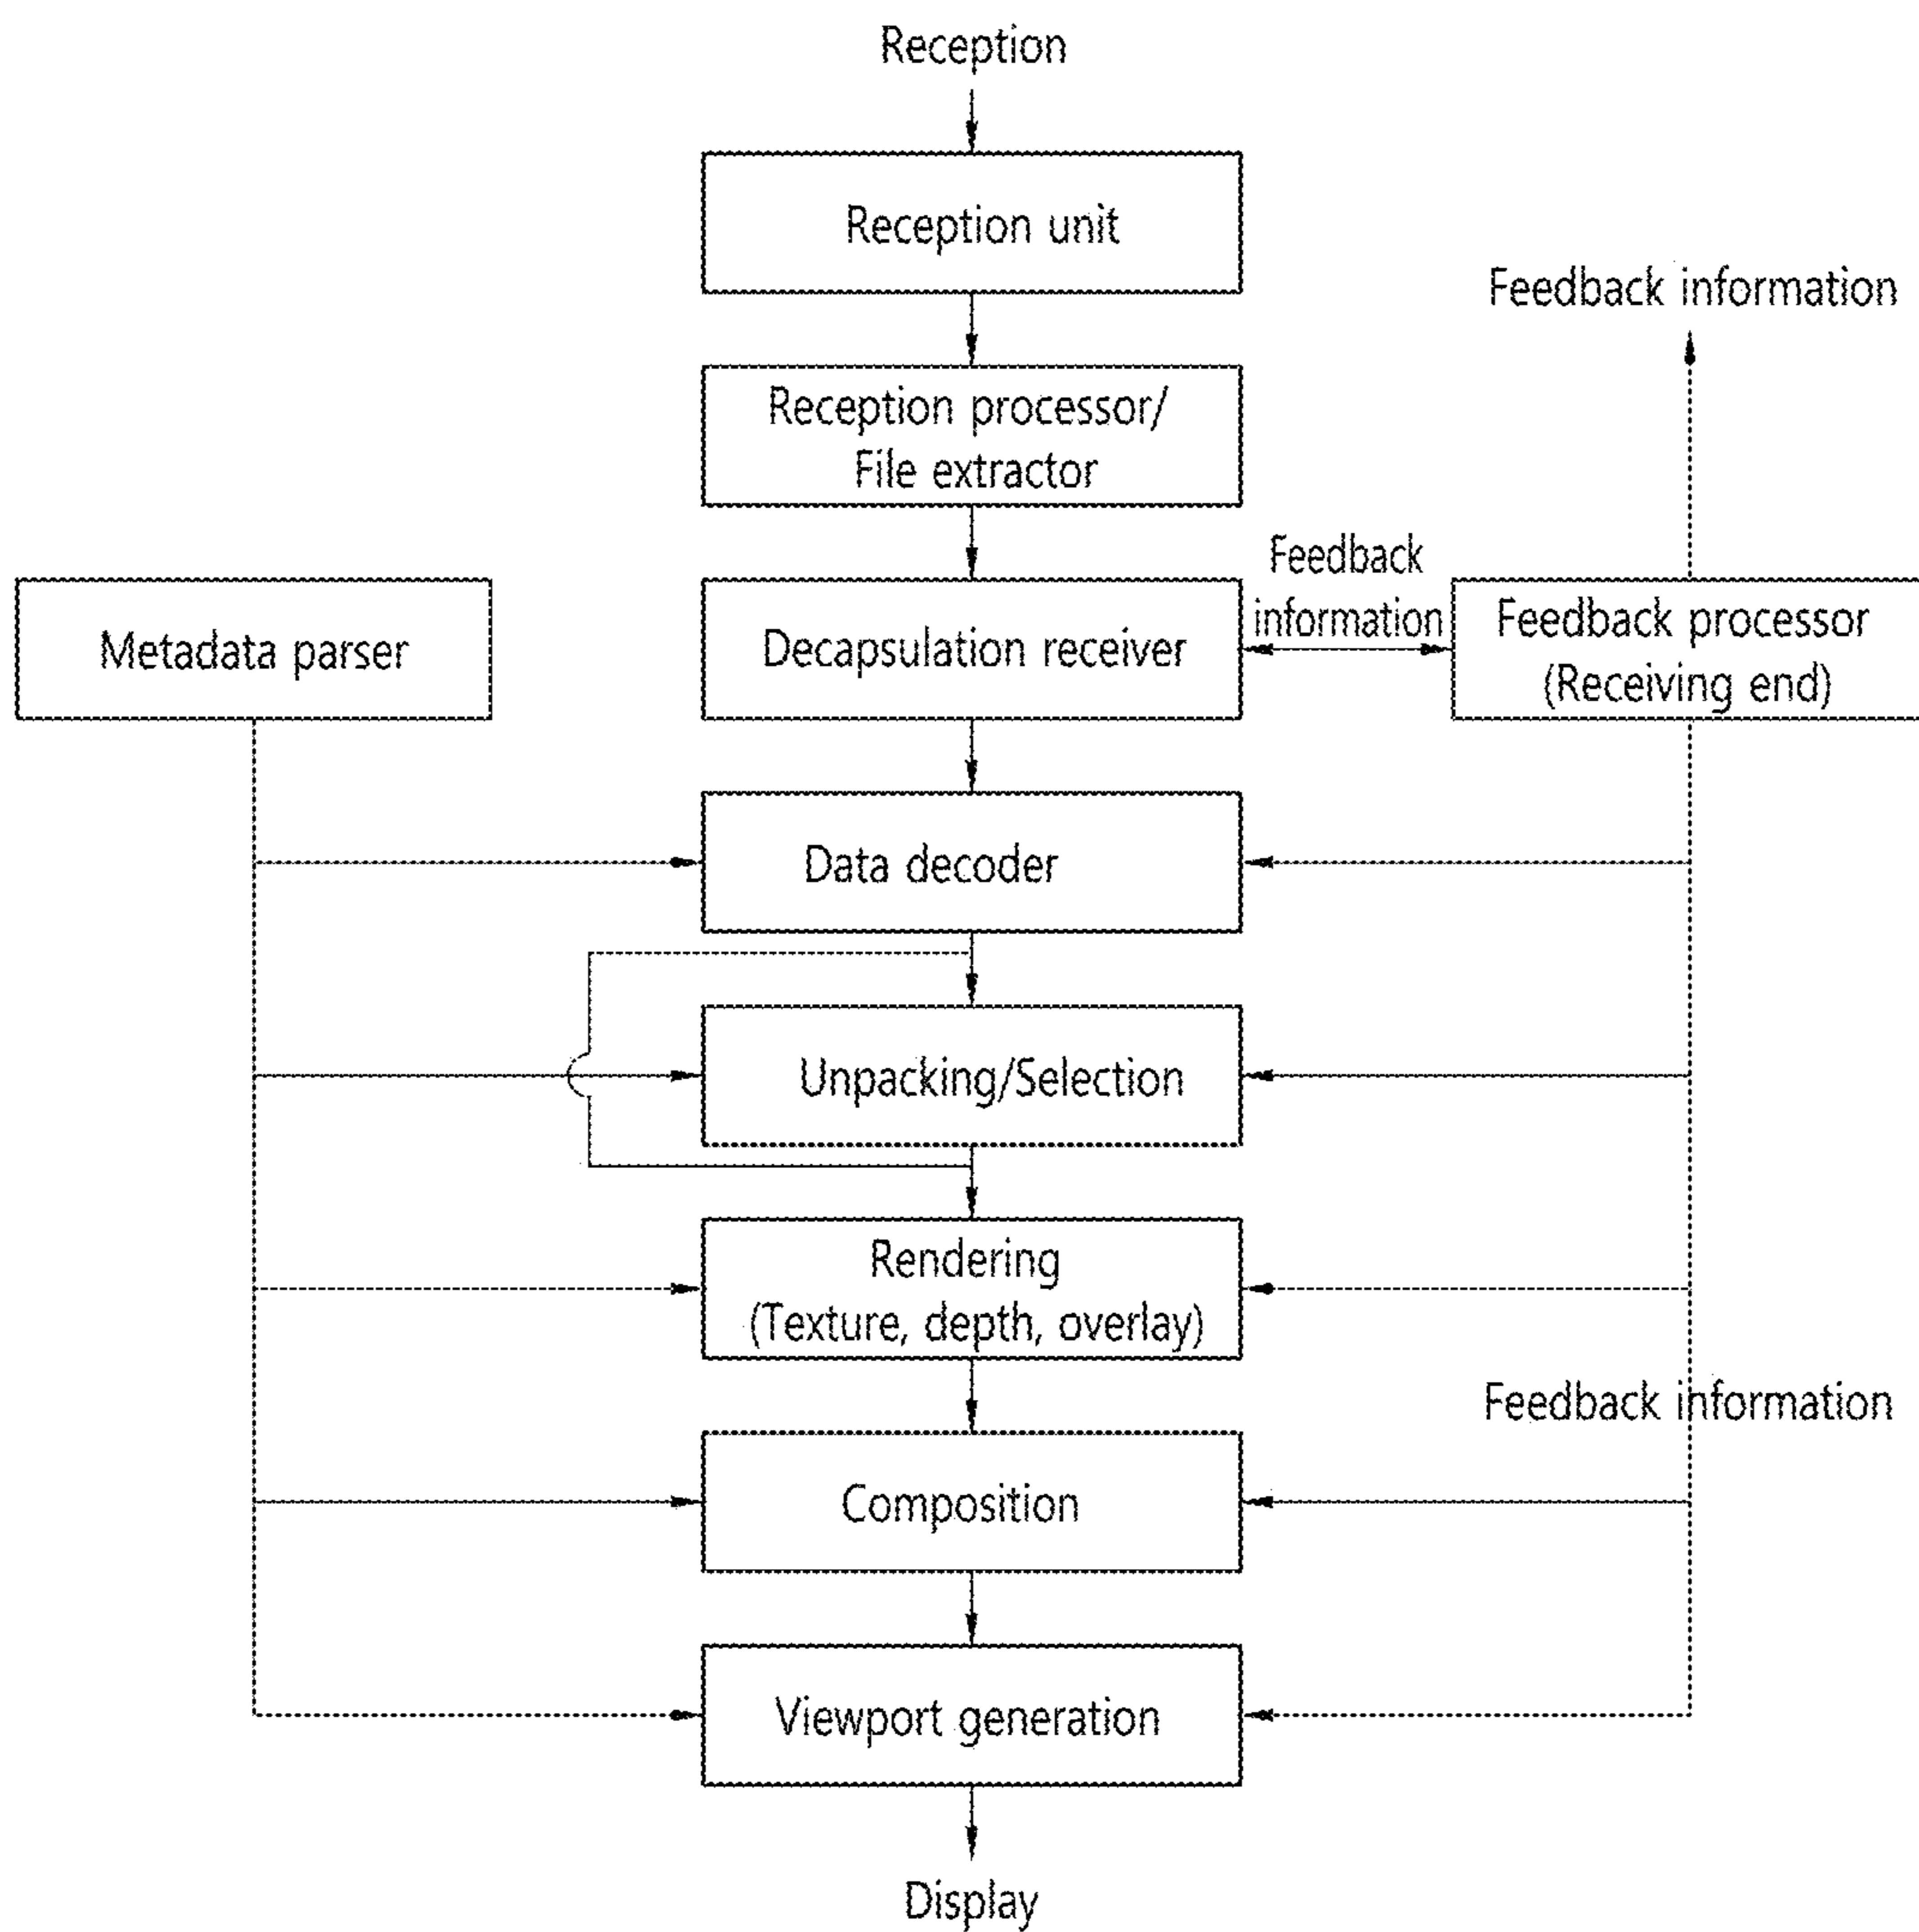 Reception
Reception unit
Feedback information
Reception processor/
File extractor
Feedback
information
Metadata parser
Decapsulation receiver
Feedback processor
(Receiving end)
Data decoder
Unpacking/Selection
Rendering
(Texture, depth, overlay)
Feedback information
Composition
Viewport generation
Display